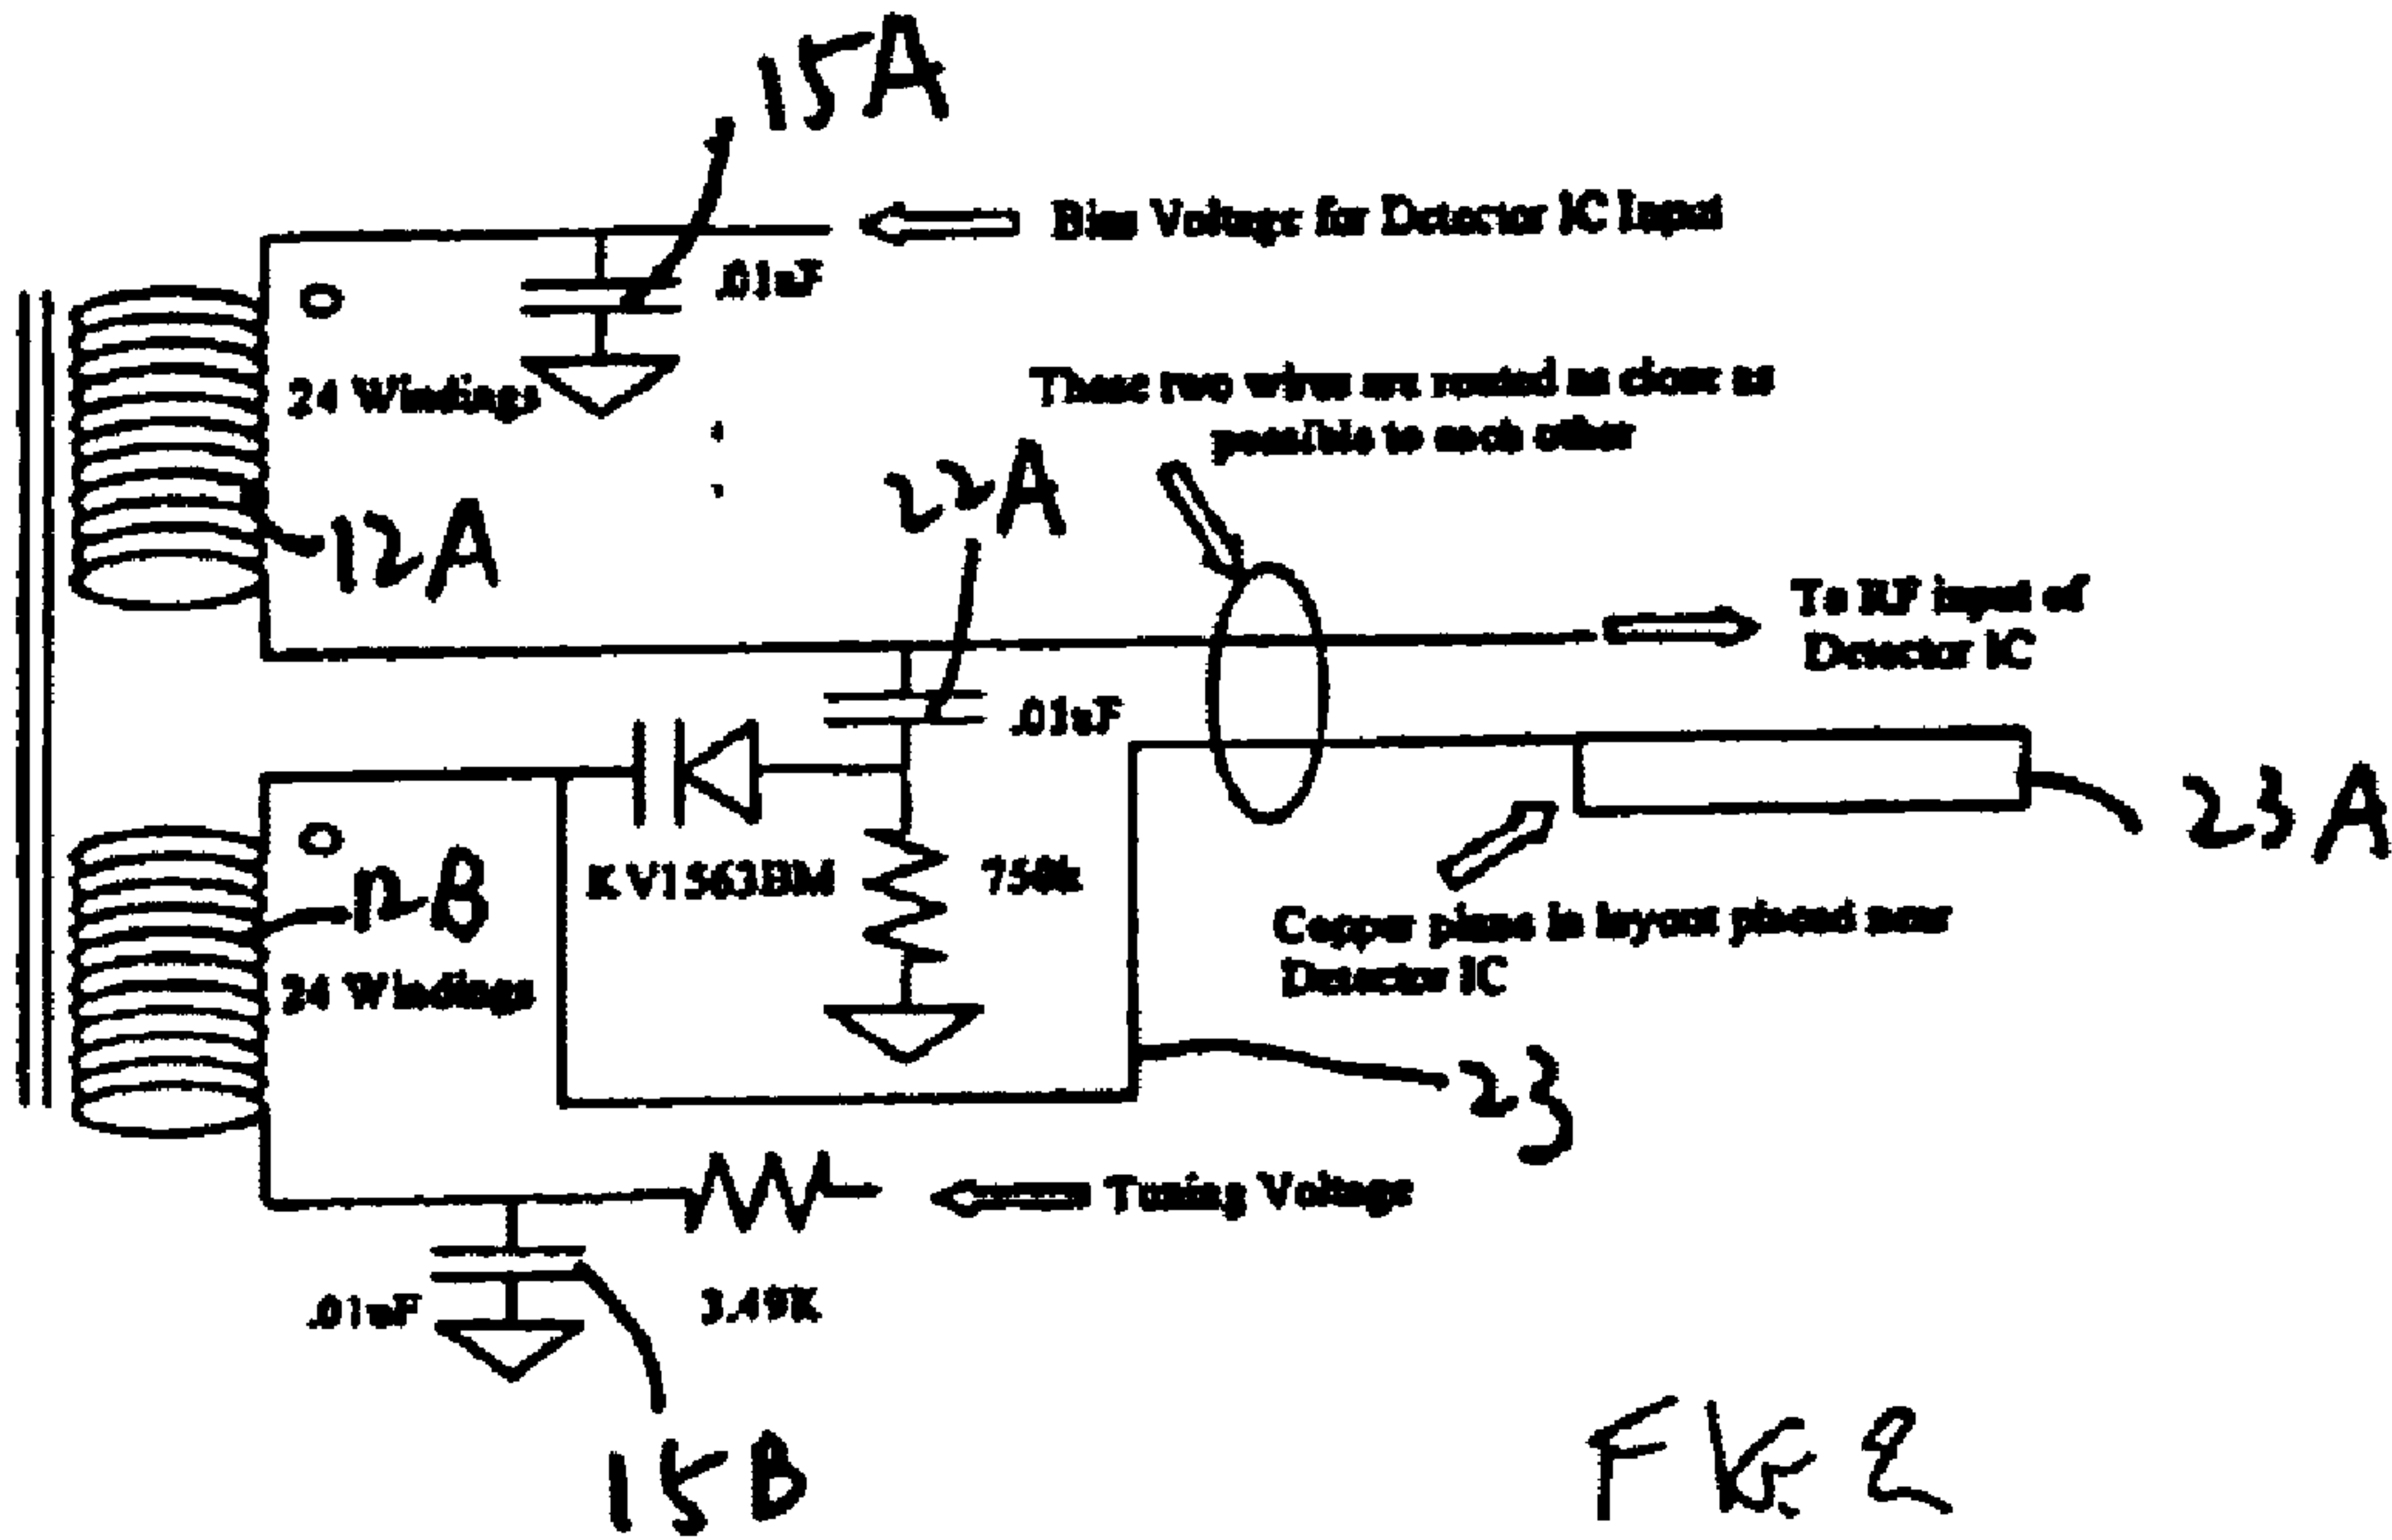 15A
Bias Voltage for Detector IC Input
.01uF
24 Windings
These two wires are routed as close as
possible to each other
22A
12A
To RF input of
Detector IC
.01uF
23A
KV1563BM
750k
12B
Copper plane in layout placed near
Detector IC
24 Windings
23
Tuning Voltage
.01uF
3.49K
15B
FIG. 2